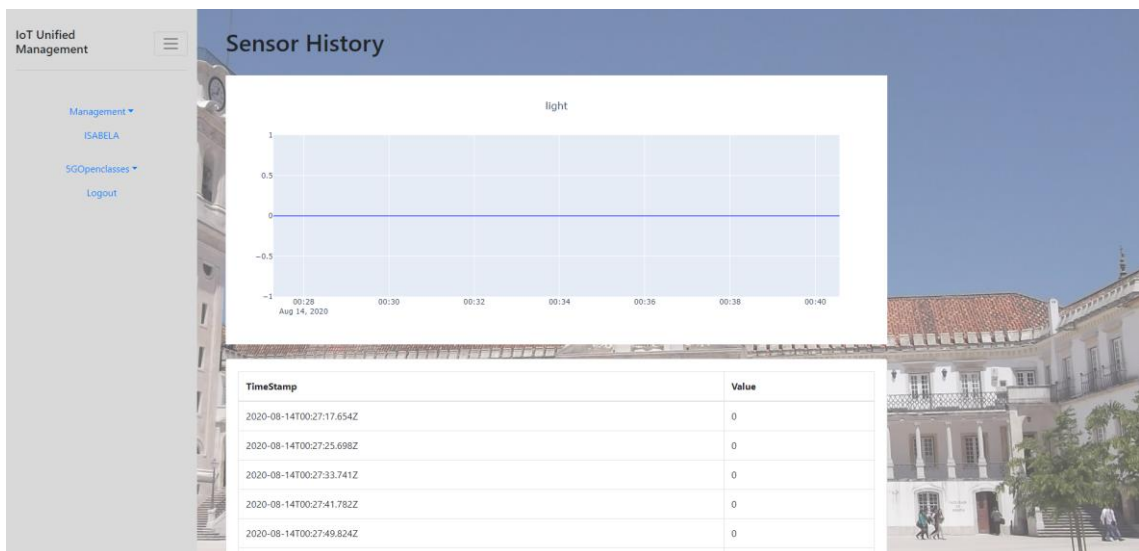 IoT Unified
Management
Management
ISABELA
5GOpenclasses
Logout
Sensor History
light
1
0.5
0
−0.5
−1
00:28
00:30
00:32
00:34
00:36
00:38
00:40
Aug 14, 2020
TimeStamp
Value
2020-08-14T00:27:17.654Z
0
2020-08-14T00:27:25.698Z
0
2020-08-14T00:27:33.741Z
0
2020-08-14T00:27:41.782Z
0
2020-08-14T00:27:49.824Z
0